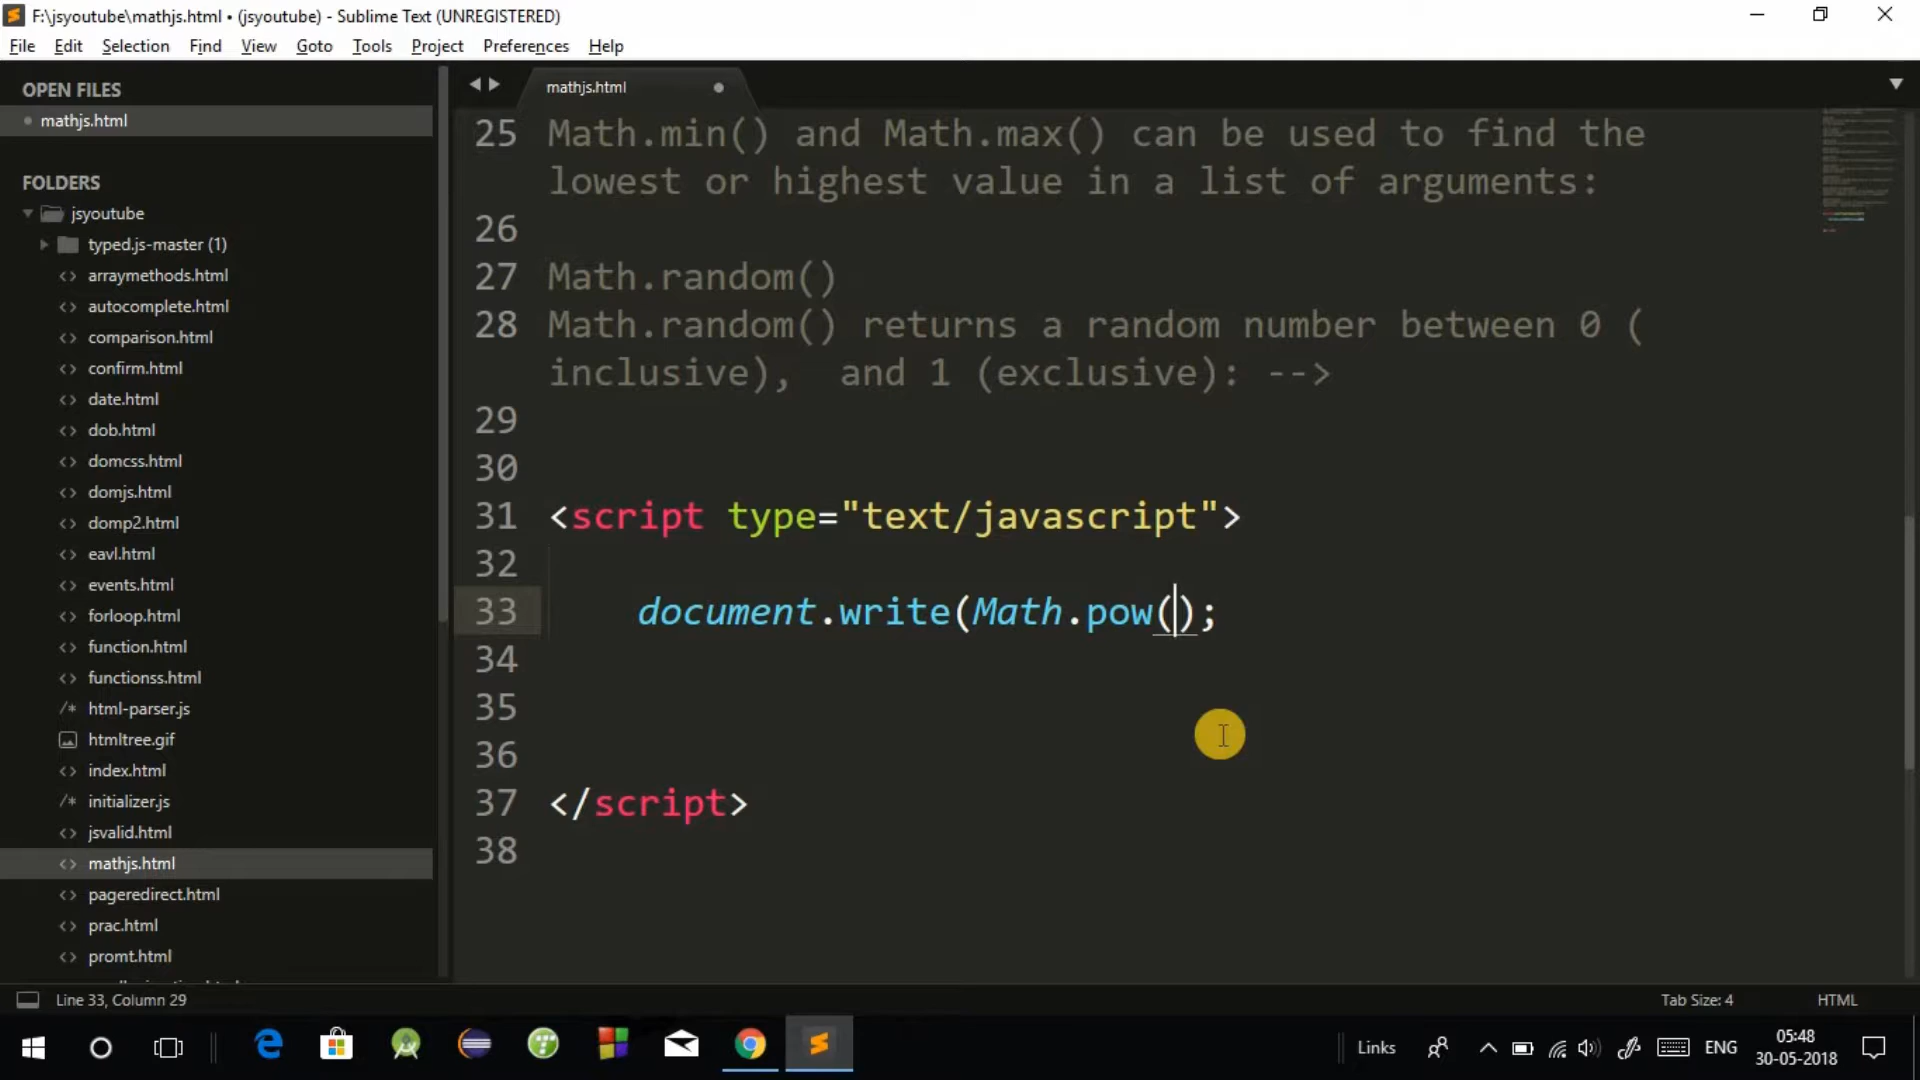 F:\jsyoutube\mathjs.html • (jsyoutube) - Sublime Text (UNREGISTERED)
File Edit Selection Find View Goto Tools Project Preferences Help
OPEN FILES
mathjs.html
FOLDERS
jsyoutube
typed.js-master (1)
arraymethods.html
autocomplete.html
comparison.html
confirm.html
date.html
dob.html
domcss.html
domjs.html
domp2.html
eavl.html
events.html
forloop.html
function.html
functionss.html
/* html-parser.js
htmltree.gif
index.html
/* initializer.js
jsvalid.html
mathjs.html
pageredirect.html
prac.html
promt.html
mathjs.html
25 Math.min() and Math.max() can be used to find the
lowest or highest value in a list of arguments:
26
27 Math.random()
28 Math.random() returns a random number between 0 (
inclusive),  and 1 (exclusive): -->
29
30
31 <script type="text/javascript">
32
33 document.write(Math.pow();
34
35
36
37 </script>
38
Line 33, Column 29
Tab Size: 4
HTML
Links
ENG
05:48
30-05-2018